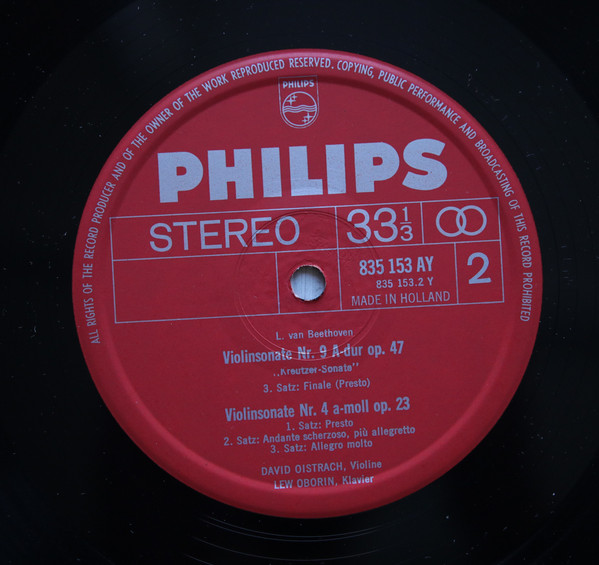 ALL RIGHTS OF THE RECORD PRODUCER AND OF THE OWNER OF THE WORK REPRODUCED RESERVED. COPYING, PUBLIC PERFORMANCE AND BROADCASTING OF THIS RECORD PROHIBITED
PHILIPS
PHILIPS
STEREO 33 1/3
835 153 AY 2
835 153.2 Y
MADE IN HOLLAND
L. van Beethoven
Violinsonate Nr. 9 A-dur op. 47
,,Kreutzer-Sonate"
3. Satz: Finale (Presto)
Violinsonate Nr. 4 a-moll op. 23
1. Satz: Presto
2. Satz: Andante scherzoso, più allegretto
3. Satz: Allegro molto
DAVID OISTRACH, Violine
LEW OBORIN, Klavier